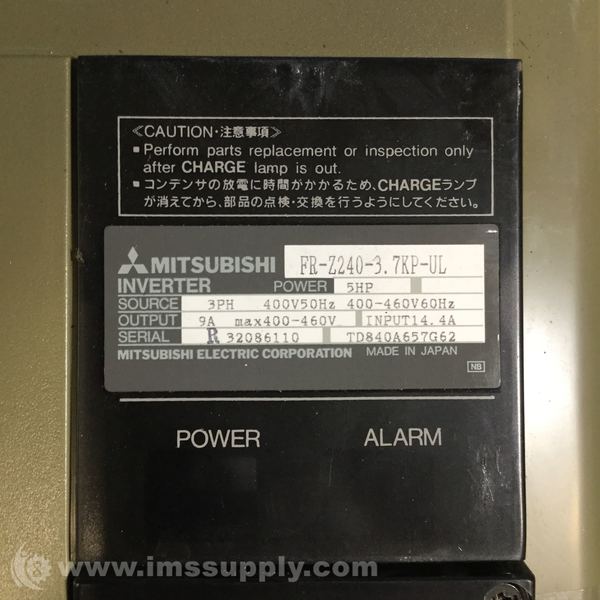 ≪CAUTION・注意事項≫
▪ Perform parts replacement or inspection only
after CHARGE lamp is out.
▪ コンデンサの放電に時間がかかるため、CHARGEランプ
が消えてから、部品の点検・交換を行うようにしてください。
MITSUBISHI FR-Z240-3.7KP-UL
INVERTER POWER 5HP
SOURCE 3PH 400V50Hz 400-460V60Hz
OUTPUT 9A max400-460V INPUT14.4A
SERIAL R 32086110 TD840A657G62
MITSUBISHI ELECTRIC CORPORATION MADE IN JAPAN
NB
POWER ALARM
www.imssupply.com